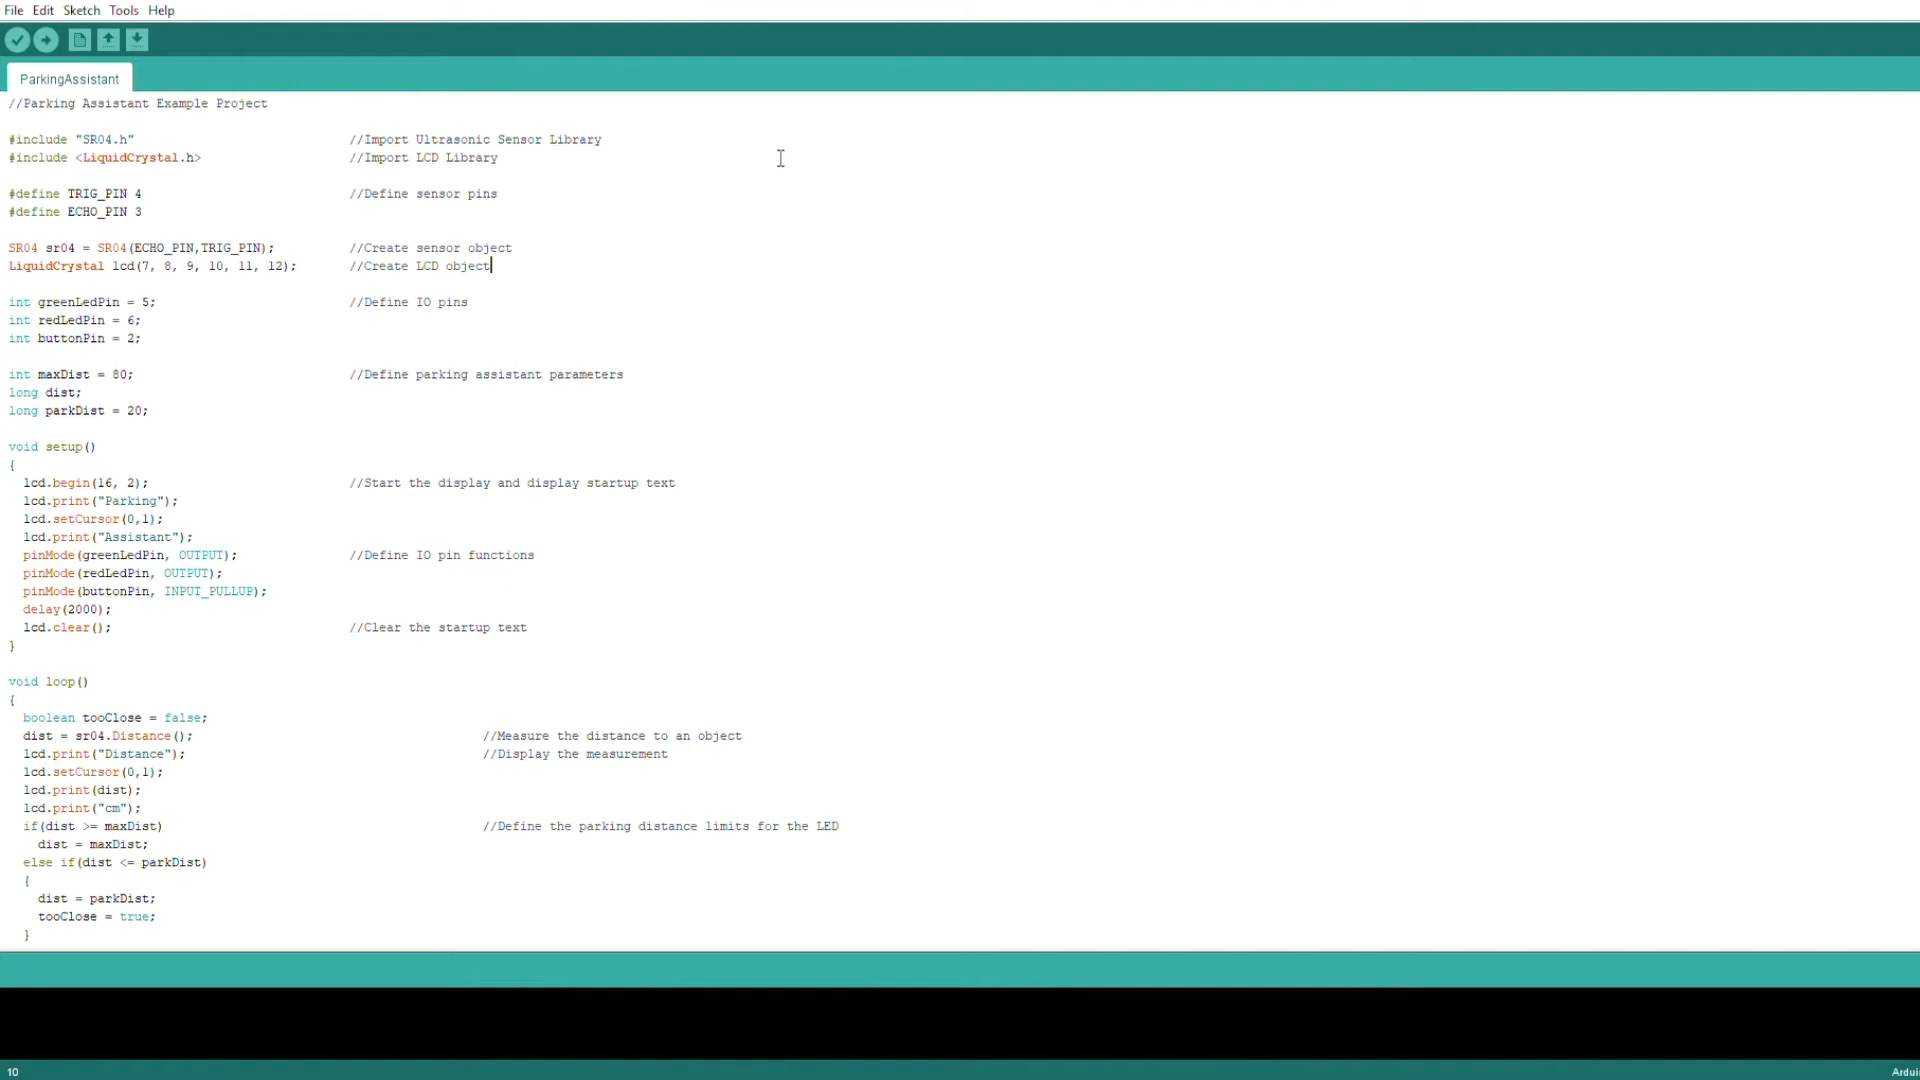 File Edit Sketch Tools Help
ParkingAssistant
//Parking Assistant Example Project
#include "SR04.h" //Import Ultrasonic Sensor Library
#include <LiquidCrystal.h> //Import LCD Library
#define TRIG_PIN 4 //Define sensor pins
#define ECHO_PIN 3
SR04 sr04 = SR04(ECHO_PIN,TRIG_PIN); //Create sensor object
LiquidCrystal lcd(7, 8, 9, 10, 11, 12); //Create LCD object
int greenLedPin = 5; //Define IO pins
int redLedPin = 6;
int buttonPin = 2;
int maxDist = 80; //Define parking assistant parameters
long dist;
long parkDist = 20;
void setup()
{
lcd.begin(16, 2); //Start the display and display startup text
lcd.print("Parking");
lcd.setCursor(0,1);
lcd.print("Assistant");
pinMode(greenLedPin, OUTPUT); //Define IO pin functions
pinMode(redLedPin, OUTPUT);
pinMode(buttonPin, INPUT_PULLUP);
delay(2000);
lcd.clear(); //Clear the startup text
}
void loop()
{
boolean tooClose = false;
dist = sr04.Distance(); //Measure the distance to an object
lcd.print("Distance"); //Display the measurement
lcd.setCursor(0,1);
lcd.print(dist);
lcd.print("cm");
if(dist >= maxDist) //Define the parking distance limits for the LED
dist = maxDist;
else if(dist <= parkDist)
{
dist = parkDist;
tooClose = true;
}
10